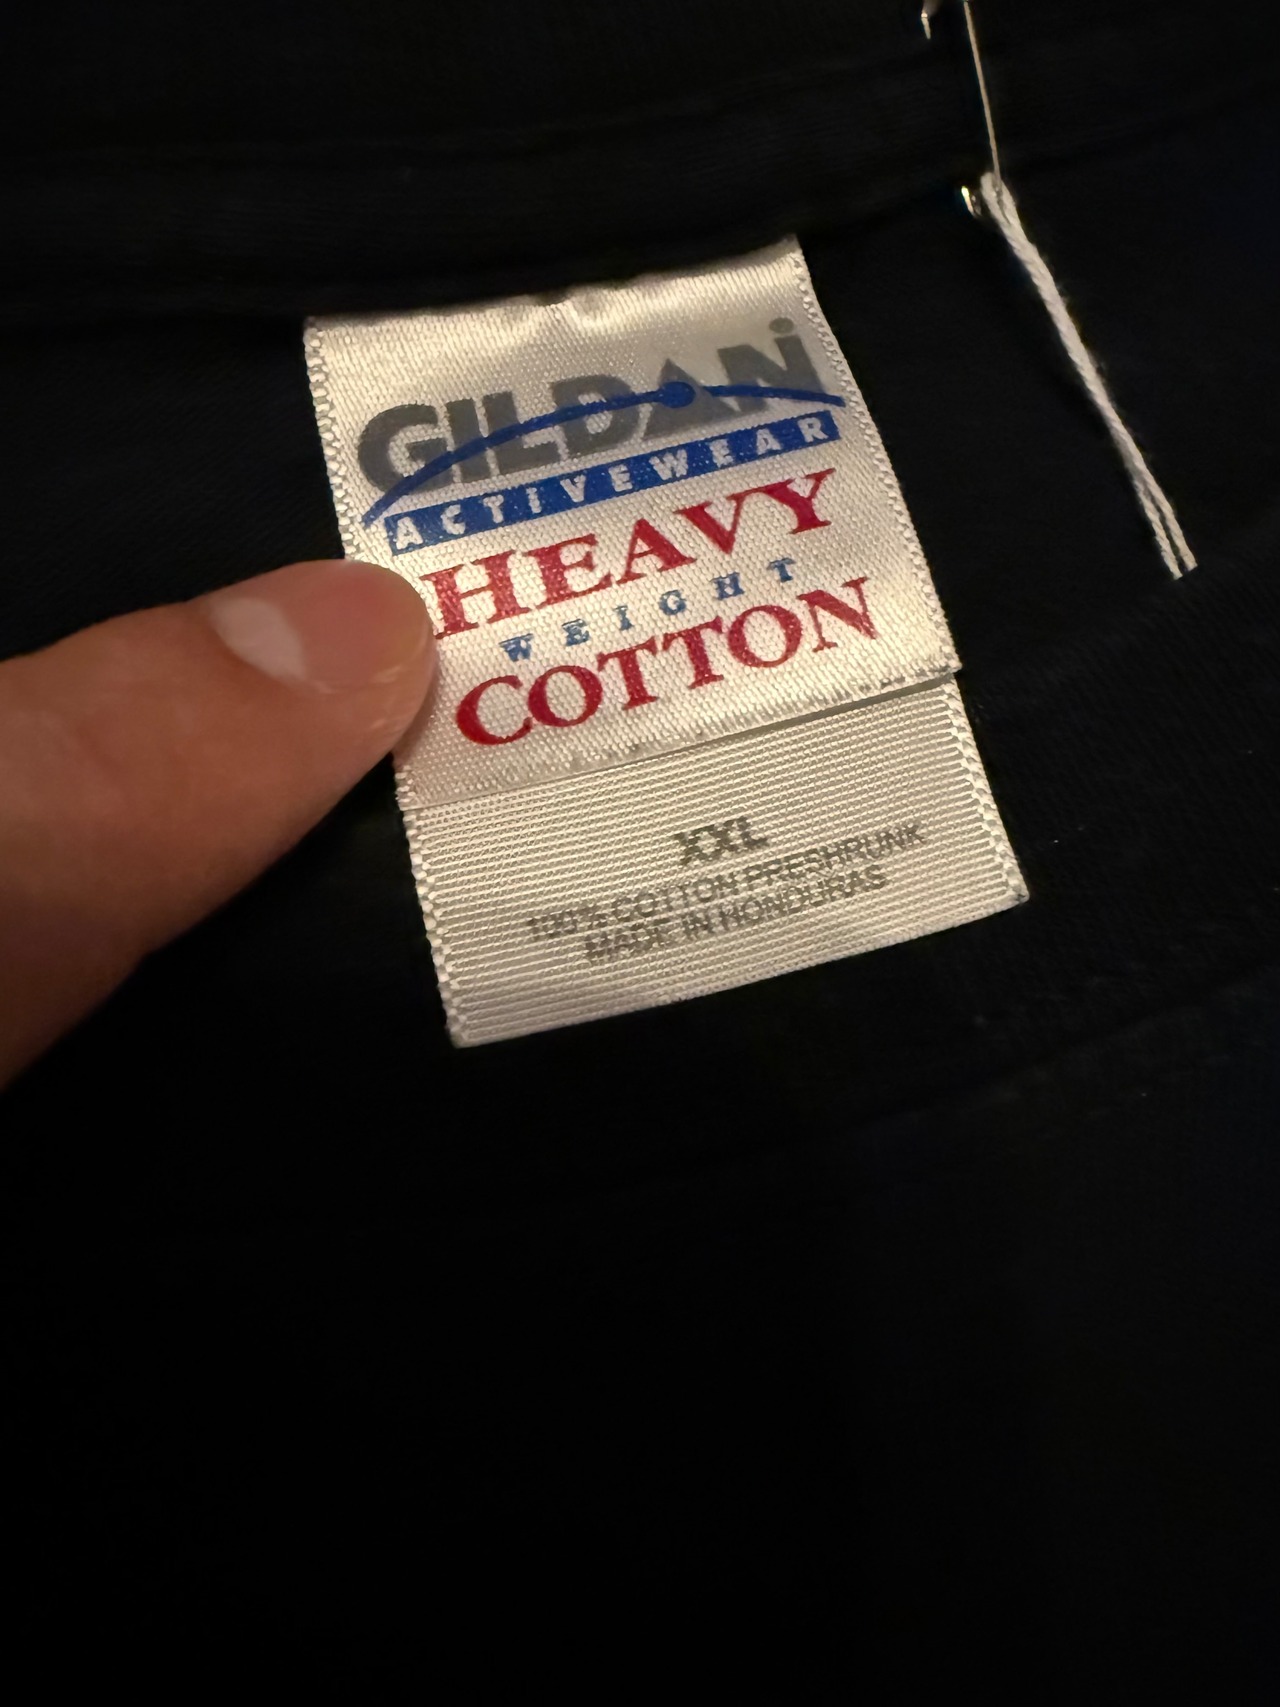 GILDAN
ACTIVEWEAR
HEAVY
WEIGHT
COTTON
XXL
100% COTTON PRESHRUNK
MADE IN HONDURAS